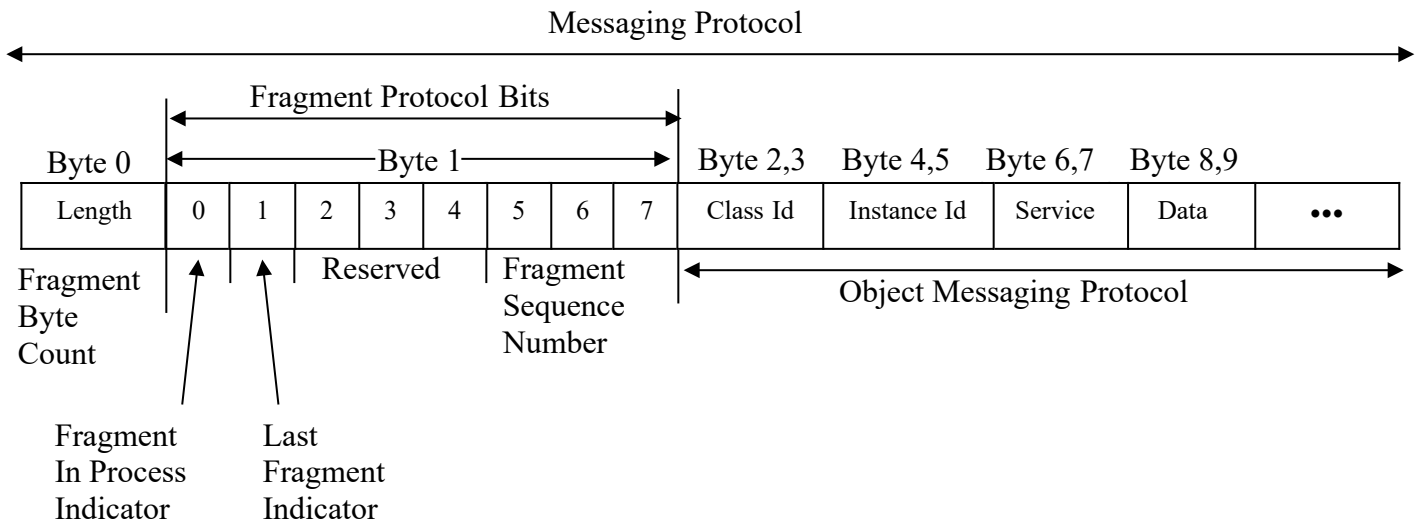 Messaging Protocol
Fragment Protocol Bits
Byte 0
Byte 1
Byte 2,3
Byte 4,5
Byte 6,7
Byte 8,9
Length
0
1
2
3
4
5
6
7
Class Id
Instance Id
Service
Data
•••
Fragment
Byte
Count
Reserved
Fragment
Sequence
Number
Object Messaging Protocol
Fragment
In Process
Indicator
Last
Fragment
Indicator